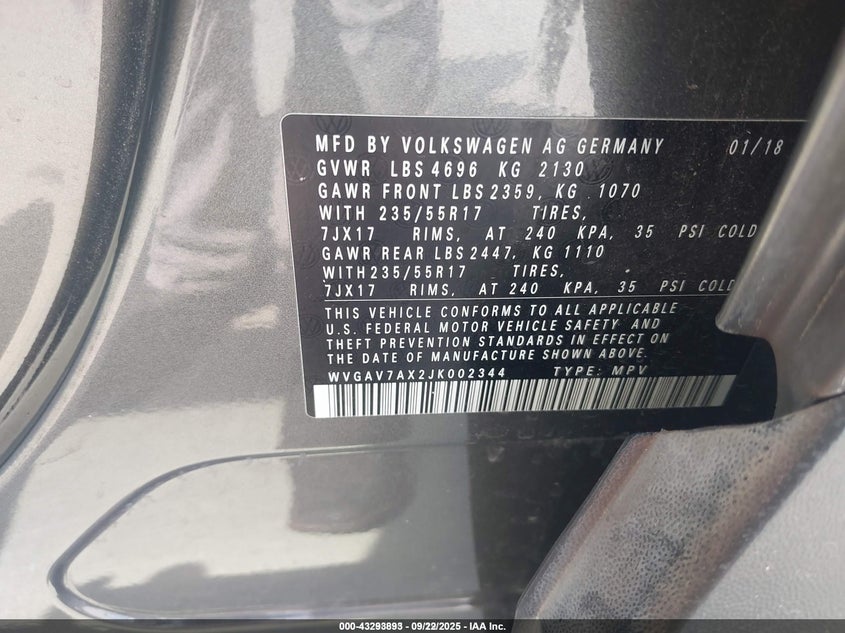 MFD BY VOLKSWAGEN AG GERMANY 01/18
GVWR LBS 4696 KG 2130
GAWR FRONT LBS 2359, KG 1070
WITH 235/55R17 TIRES,
7JX17 RIMS, AT 240 KPA, 35 PSI COLD
GAWR REAR LBS 2447, KG 1110
WITH 235/55R17 TIRES,
7JX17 RIMS, AT 240 KPA, 35 PSI COLD
THIS VEHICLE CONFORMS TO ALL APPLICABLE
U.S. FEDERAL MOTOR VEHICLE SAFETY AND
THEFT PREVENTION STANDARDS IN EFFECT ON
THE DATE OF MANUFACTURE SHOWN ABOVE.
WVGAV7AX2JK002344 TYPE: MPV
000-43293893 - 09/22/2025 - IAA Inc.